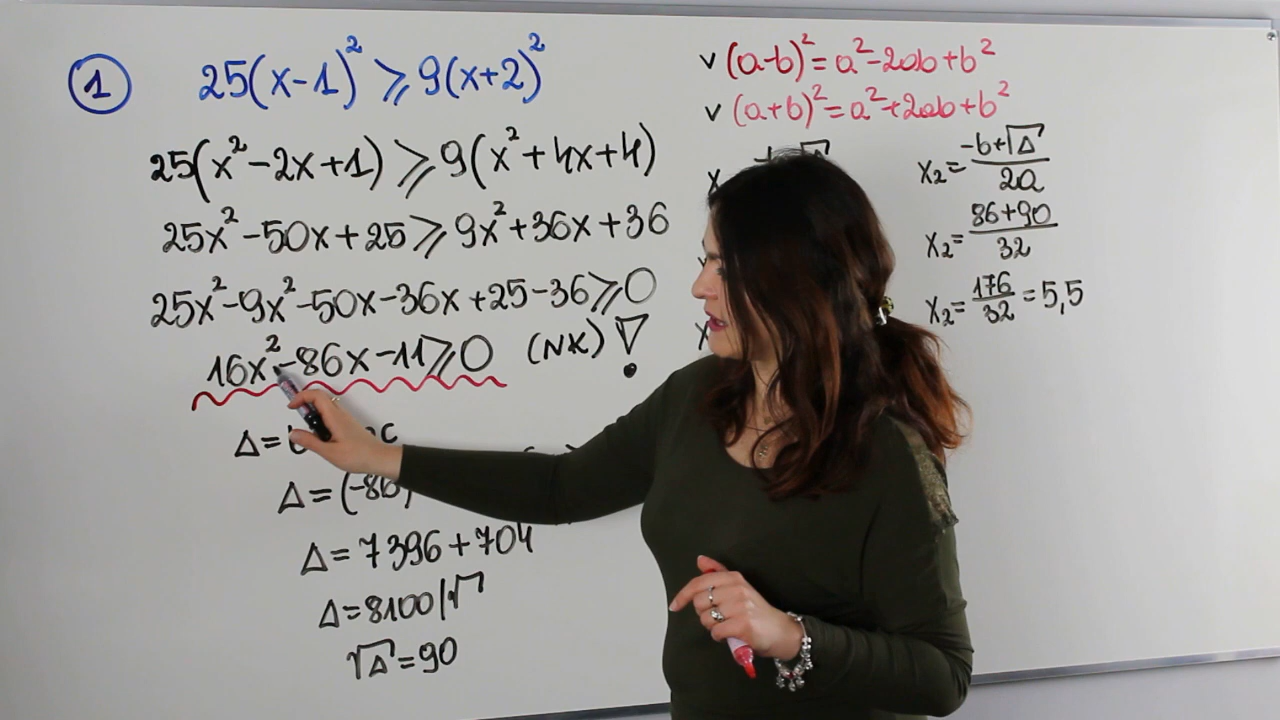 1 25(x-1)² ≥ 9(x+2)²
25(x²-2x+1) ≥ 9(x²+4x+4)
25x²-50x+25 ≥ 9x²+36x+36
25x²-9x²-50x-36x+25-36 ≥ 0
16x²-86x-11 ≥ 0 (NK) !
Δ= c
Δ=(-86)
Δ=7396+704
Δ=8100 |√
√Δ=90
v (a-b)²=a²-2ab+b²
v (a+b)²=a²+2ab+b²
x₂= -b+√Δ / 2a
x₂= 86+90 / 32
x₂= 176/32 =5,5